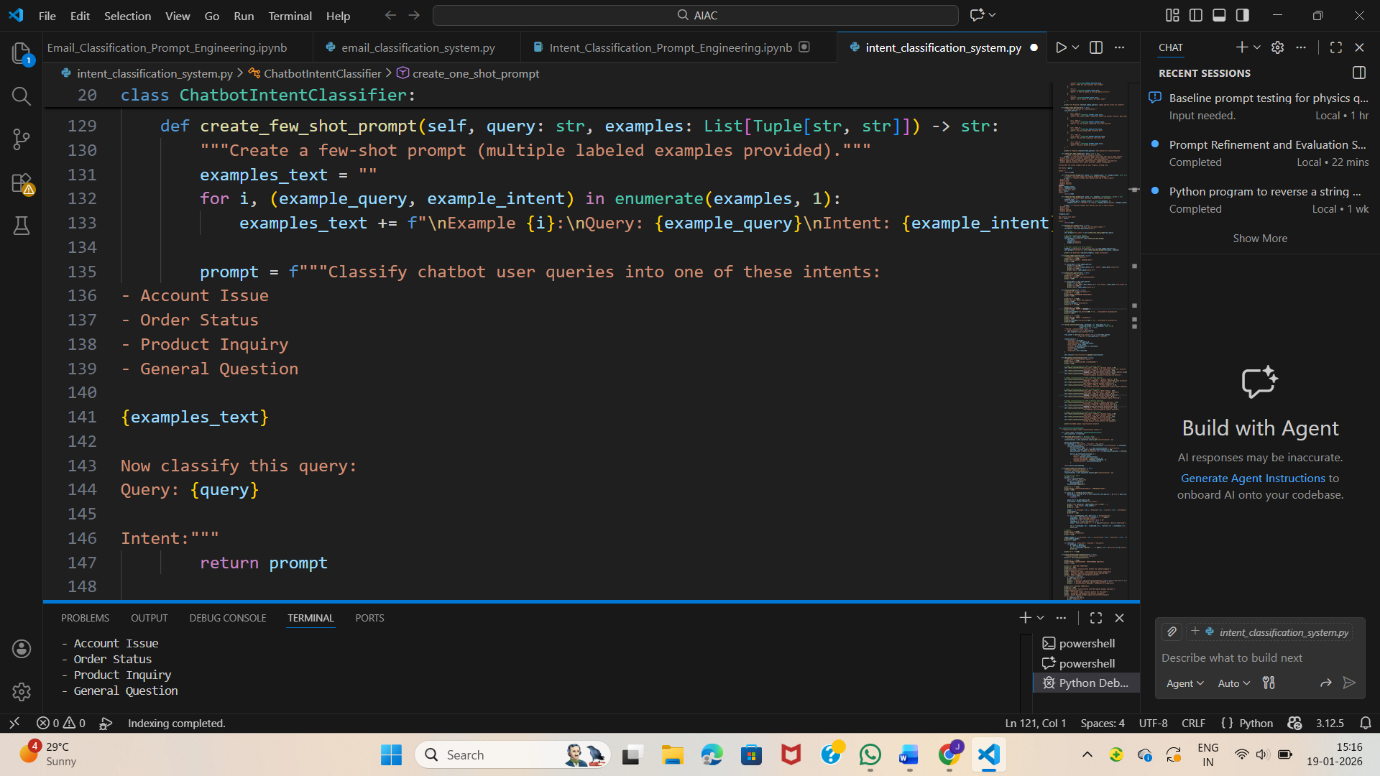 File Edit Selection View Go Run Terminal Help
AIAC
Email_Classification_Prompt_Engineering.ipynb
email_classification_system.py
Intent_Classification_Prompt_Engineering.ipynb
intent_classification_system.py
intent_classification_system.py > ChatbotIntentClassifier > create_one_shot_prompt
20 class ChatbotIntentClassifier:
129 def create_few_shot_prompt(self, query: str, examples: List[Tuple[str, str]]) -> str:
130 """Create a few-shot prompt (multiple labeled examples provided)."""
131 examples_text = ""
132 for i, (example_query, example_intent) in enumerate(examples, 1):
133 examples_text += f"\nExample {i}:\nQuery: {example_query}\nIntent: {example_intent
134
135 prompt = f"""Classify chatbot user queries into one of these intents:
136 - Account Issue
137 - Order Status
138 - Product Inquiry
139 - General Question
140
141 {examples_text}
142
143 Now classify this query:
144 Query: {query}
145
146 Intent:"""
147 return prompt
148
PROBLEMS OUTPUT DEBUG CONSOLE TERMINAL PORTS
- Account Issue
- Order Status
- Product Inquiry
- General Question
powershell
powershell
Python Deb...
CHAT
RECENT SESSIONS
Baseline prompt testing for physics q...
Input needed. Local • 1 hr
Prompt Refinement and Evaluation S...
Completed Local • 22 mins
Python program to reverse a string ...
Completed Local • 1 wk
Show More
Build with Agent
AI responses may be inaccurate.
Generate Agent Instructions to
onboard AI onto your codebase.
intent_classification_system.py
Describe what to build next
Agent Auto
0 0 Indexing completed.
Ln 121, Col 1 Spaces: 4 UTF-8 CRLF {} Python 3.12.5
1
4
29°C
Sunny
Search
J
ENG
IN
15:16
19-01-2026